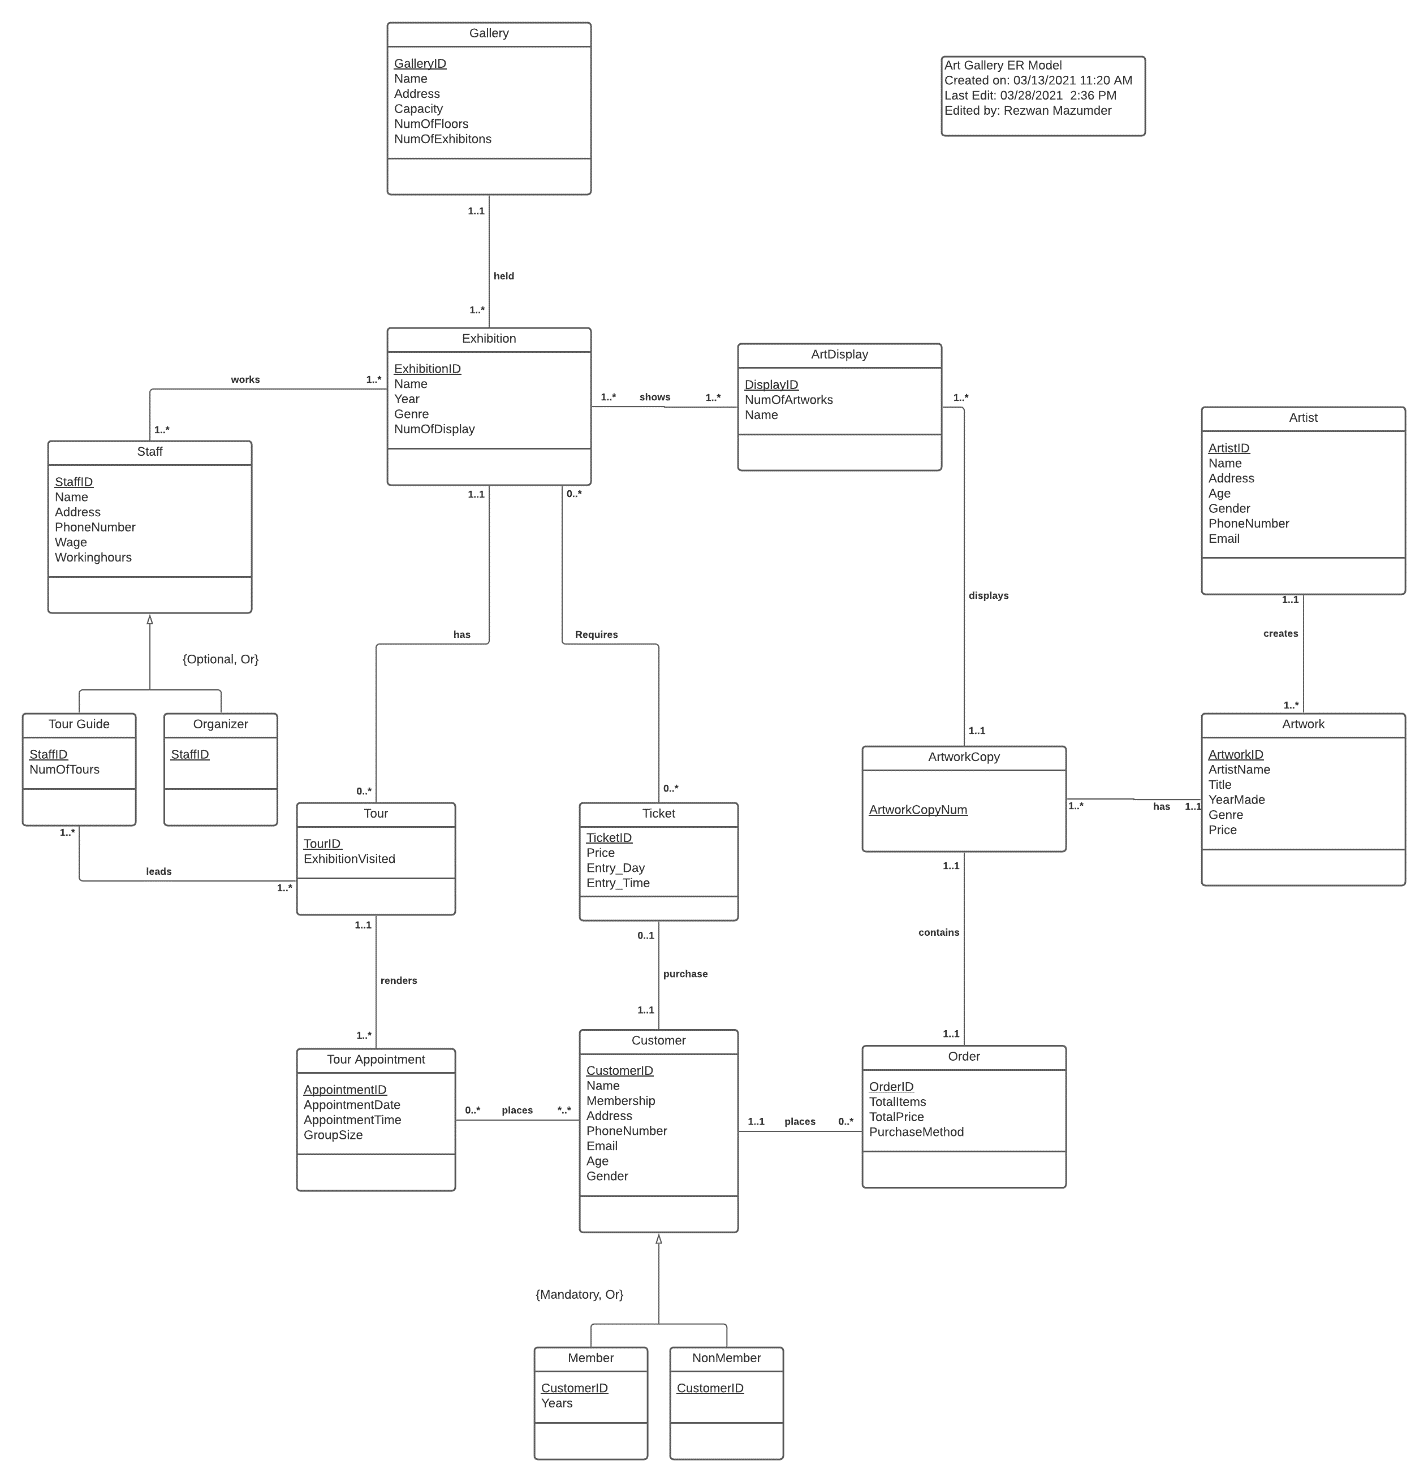 Gallery
GalleryID
Name
Address
Capacity
NumOfFloors
NumOfExhibitons
Art Gallery ER Model
Created on: 03/13/2021 11:20 AM
Last Edit: 03/28/2021  2:36 PM
Edited by: Rezwan Mazumder
1..1
held
1..*
Exhibition
ExhibitionID
Name
Year
Genre
NumOfDisplay
works
1..*
1..*
1..*
shows
1..*
ArtDisplay
DisplayID
NumOfArtworks
Name
1..*
Staff
StaffID
Name
Address
PhoneNumber
Wage
Workinghours
Artist
ArtistID
Name
Address
Age
Gender
PhoneNumber
Email
1..1
0..*
has
Requires
displays
1..1
creates
1..*
{Optional, Or}
Tour Guide
StaffID
NumOfTours
Organizer
StaffID
0..*
0..*
1..1
Tour
TourID
ExhibitionVisited
Ticket
TicketID
Price
Entry_Day
Entry_Time
ArtworkCopy
ArtworkCopyNum
1..*
has
1..1
Artwork
ArtworkID
ArtistName
Title
YearMade
Genre
Price
1..*
leads
1..*
1..1
renders
1..*
0..1
purchase
1..1
1..1
contains
1..1
Tour Appointment
AppointmentID
AppointmentDate
AppointmentTime
GroupSize
0..*
places
*..*
Customer
CustomerID
Name
Membership
Address
PhoneNumber
Email
Age
Gender
1..1
places
0..*
Order
OrderID
TotalItems
TotalPrice
PurchaseMethod
{Mandatory, Or}
Member
CustomerID
Years
NonMember
CustomerID